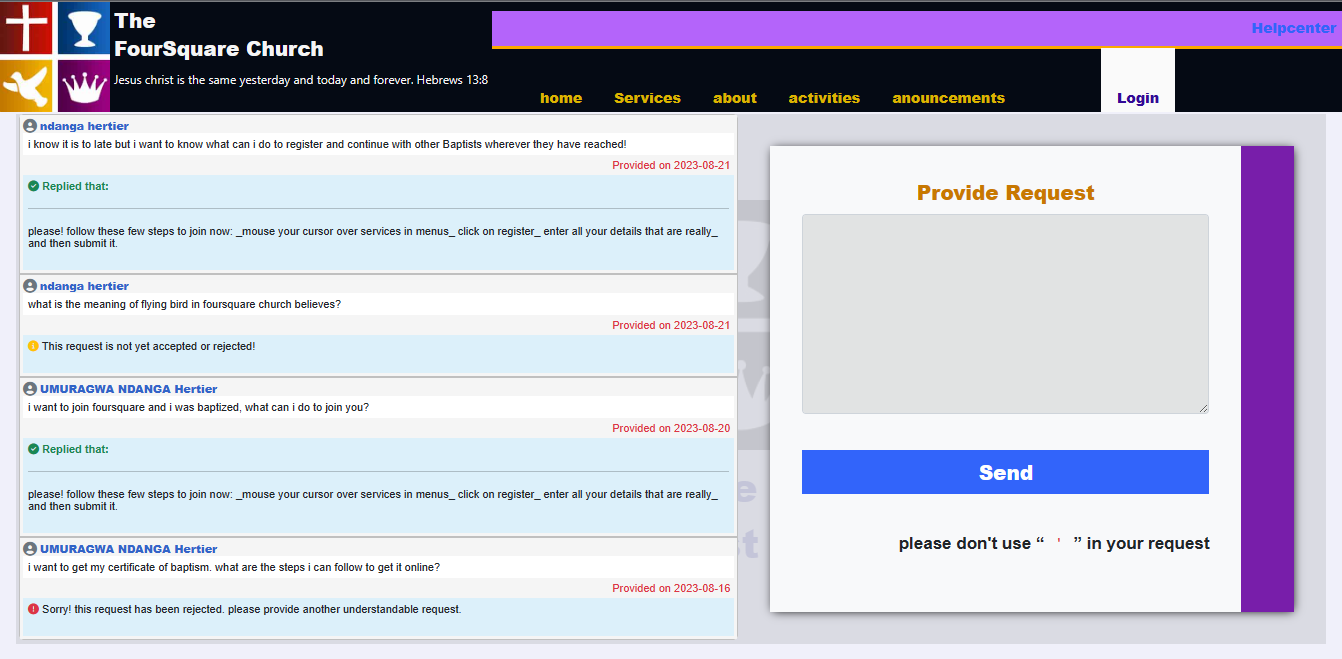 The
FourSquare Church
Jesus christ is the same yesterday and today and forever. Hebrews 13:8
Helpcenter
home Services about activities anouncements Login
ndanga hertier
i know it is to late but i want to know what can i do to register and continue with other Baptists wherever they have reached!
Provided on 2023-08-21
Replied that:
please! follow these few steps to join now: _mouse your cursor over services in menus_ click on register_ enter all your details that are really_
and then submit it.
ndanga hertier
what is the meaning of flying bird in foursquare church believes?
Provided on 2023-08-21
This request is not yet accepted or rejected!
UMURAGWA NDANGA Hertier
i want to join foursquare and i was baptized, what can i do to join you?
Provided on 2023-08-20
Replied that:
please! follow these few steps to join now: _mouse your cursor over services in menus_ click on register_ enter all your details that are really_
and then submit it.
UMURAGWA NDANGA Hertier
i want to get my certificate of baptism. what are the steps i can follow to get it online?
Provided on 2023-08-16
Sorry! this request has been rejected. please provide another understandable request.
Provide Request
Send
please don't use “ ' ” in your request